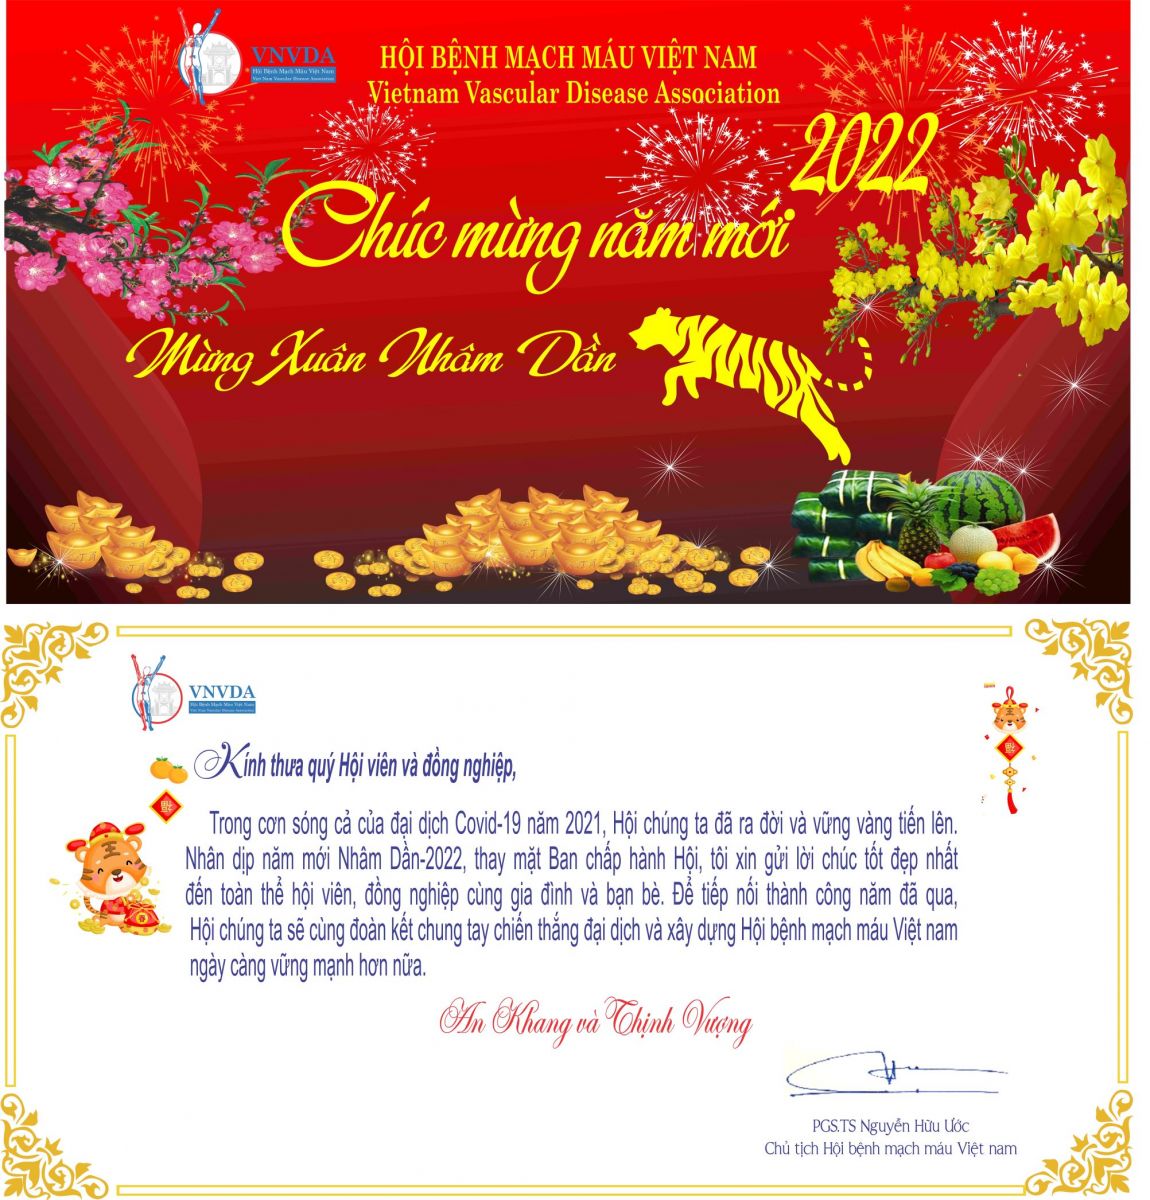 VNVDA
Hội Bệnh Mạch Máu Việt Nam
Viet Nam Vascular Disease Association
HỘI BỆNH MẠCH MÁU VIỆT NAM
Vietnam Vascular Disease Association
2022
Chúc mừng năm mới
Mừng Xuân Nhâm Dần
VNVDA
Hội Bệnh Mạch Máu Việt Nam
Viet Nam Vascular Disease Association
Kính thưa quý Hội viên và đồng nghiệp,
Trong cơn sóng cả của đại dịch Covid-19 năm 2021, Hội chúng ta đã ra đời và vững vàng tiến lên.
Nhân dịp năm mới Nhâm Dần-2022, thay mặt Ban chấp hành Hội, tôi xin gửi lời chúc tốt đẹp nhất
đến toàn thể hội viên, đồng nghiệp cùng gia đình và bạn bè. Để tiếp nối thành công năm đã qua,
Hội chúng ta sẽ cùng đoàn kết chung tay chiến thắng đại dịch và xây dựng Hội bệnh mạch máu Việt nam
ngày càng vững mạnh hơn nữa.
An Khang và Thịnh Vượng
PGS.TS Nguyễn Hữu Ước
Chủ tịch Hội bệnh mạch máu Việt nam